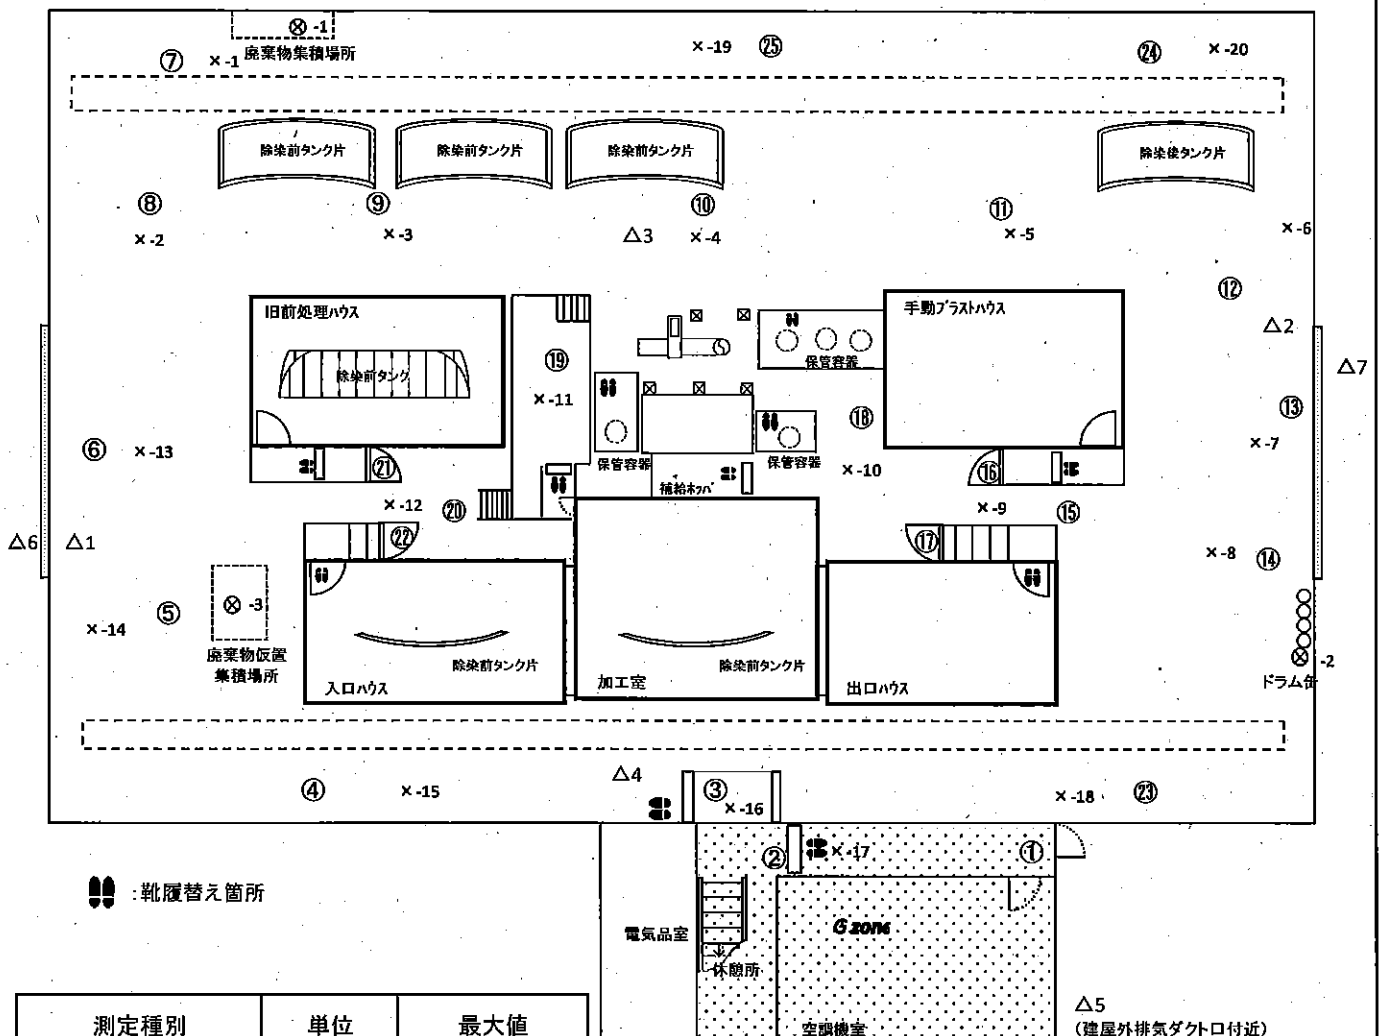 ⊗ -1
廃棄物集積場所
⑦ × -1
× -19 ㉕
㉔ × -20
除染前タンク片
除染前タンク片
除染前タンク片
除染後タンク片
⑧
× -2
⑨
× -3
⑩
△3 × -4
⑪
× -5
× -6
⑫
△2
△7
旧前処理ハウス
除染前タンク
⑲
× -11
保管容器
手動ブラストハウス
⑱
⑬
× -7
⑥ × -13
㉑
保管容器
保管容器
補給ホッパ
× -10
⑯
× -12 ⑳
× -9 ⑮
△6 △1
㉒
⑰
× -8 ⑭
⑤
⊗ -3
× -14
廃棄物仮置
集積場所
除染前タンク片
入口ハウス
除染前タンク片
加工室
出口ハウス
⊗ -2
ドラム缶
④ × -15
△4
③
× -16
× -18 ㉓
② × -17
①
:靴履替え箇所
電気品室
休憩所
G zone
空調機室
△5
(建屋外排気ダクト口付近)
測定種別 単位 最大値